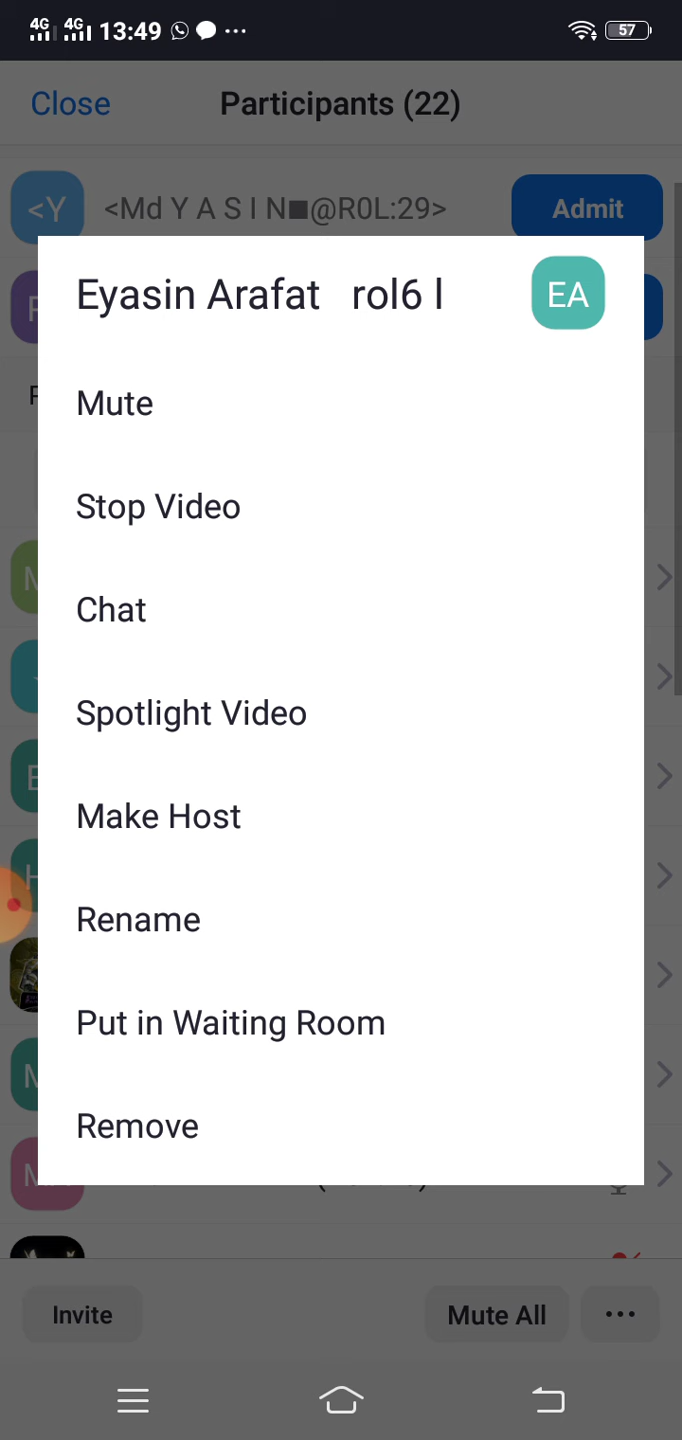 4G 4G 13:49 ... 57
Close Participants (22)
<Y <Md Y A S I N■@R0L:29> Admit
Eyasin Arafat rol6 l EA
Mute
Stop Video
Chat
Spotlight Video
Make Host
Rename
Put in Waiting Room
Remove
Invite Mute All ...